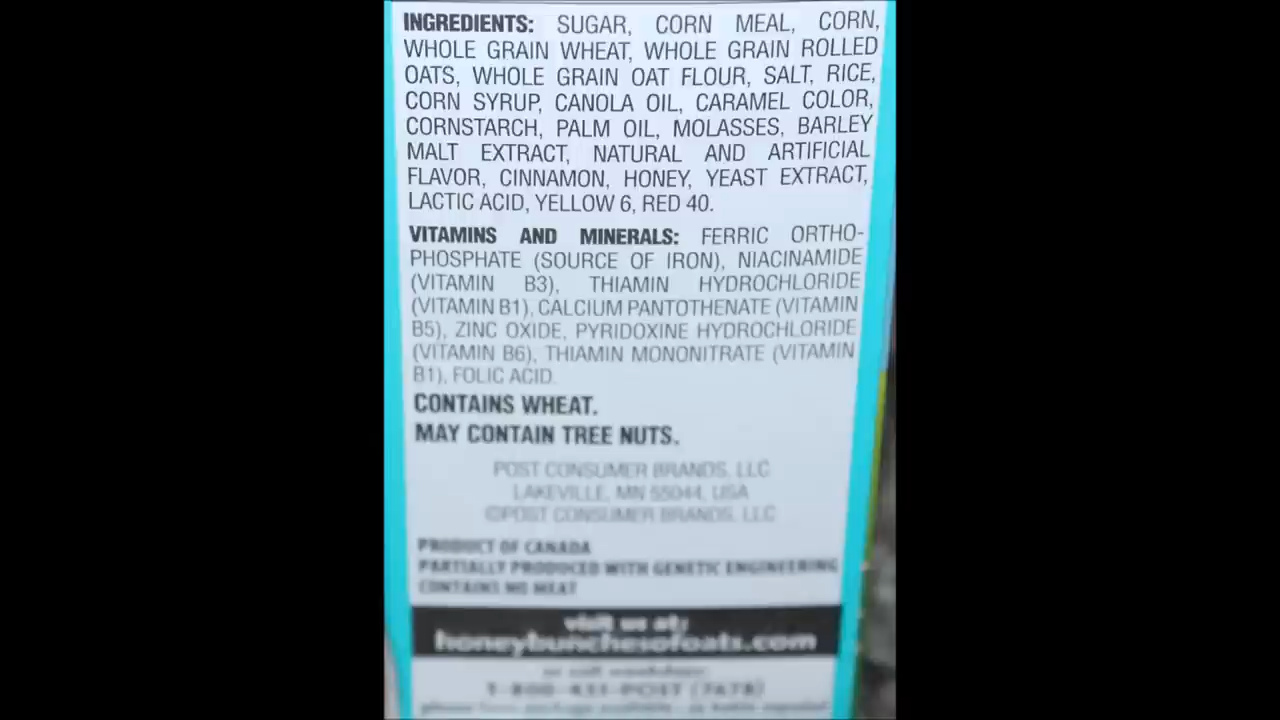 INGREDIENTS: SUGAR, CORN MEAL, CORN,
WHOLE GRAIN WHEAT, WHOLE GRAIN ROLLED
OATS, WHOLE GRAIN OAT FLOUR, SALT, RICE,
CORN SYRUP, CANOLA OIL, CARAMEL COLOR,
CORNSTARCH, PALM OIL, MOLASSES, BARLEY
MALT EXTRACT, NATURAL AND ARTIFICIAL
FLAVOR, CINNAMON, HONEY, YEAST EXTRACT,
LACTIC ACID, YELLOW 6, RED 40.
VITAMINS AND MINERALS: FERRIC ORTHO-
PHOSPHATE (SOURCE OF IRON), NIACINAMIDE
(VITAMIN B3), THIAMIN HYDROCHLORIDE
(VITAMIN B1), CALCIUM PANTOTHENATE (VITAMIN
B5), ZINC OXIDE, PYRIDOXINE HYDROCHLORIDE
(VITAMIN B6), THIAMIN MONONITRATE (VITAMIN
B1), FOLIC ACID.
CONTAINS WHEAT.
MAY CONTAIN TREE NUTS.
POST CONSUMER BRANDS, LLC
LAKEVILLE, MN 55044, USA
©POST CONSUMER BRANDS, LLC
PRODUCT OF CANADA
PARTIALLY PRODUCED WITH GENETIC ENGINEERING
CONTAINS NO MEAT
visit us at:
honeybunchesofoats.com
1-800-431-POST (7678)